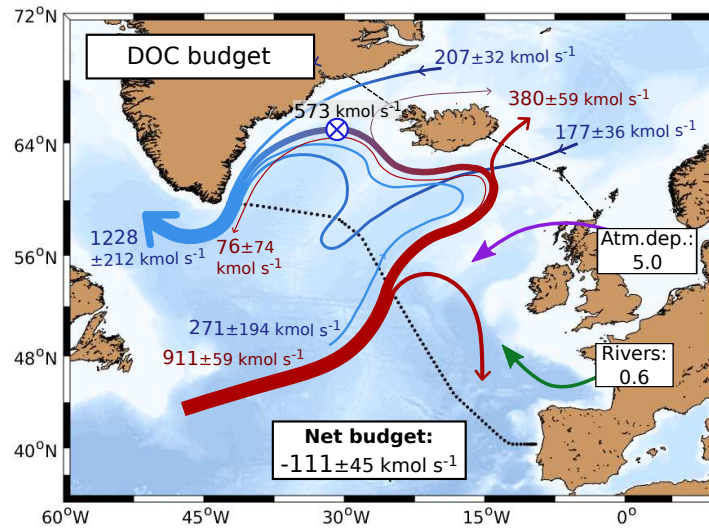 72°N
DOC budget
207±32 kmol s⁻¹
573 kmol s⁻¹
380±59 kmol s⁻¹
64°N
177±36 kmol s⁻¹
1228
±212 kmol s⁻¹
76±74
kmol s⁻¹
Atm.dep.:
5.0
56°N
271±194 kmol s⁻¹
911±59 kmol s⁻¹
48°N
Rivers:
0.6
Net budget:
-111±45 kmol s⁻¹
40°N
60°W
45°W
30°W
15°W
0°